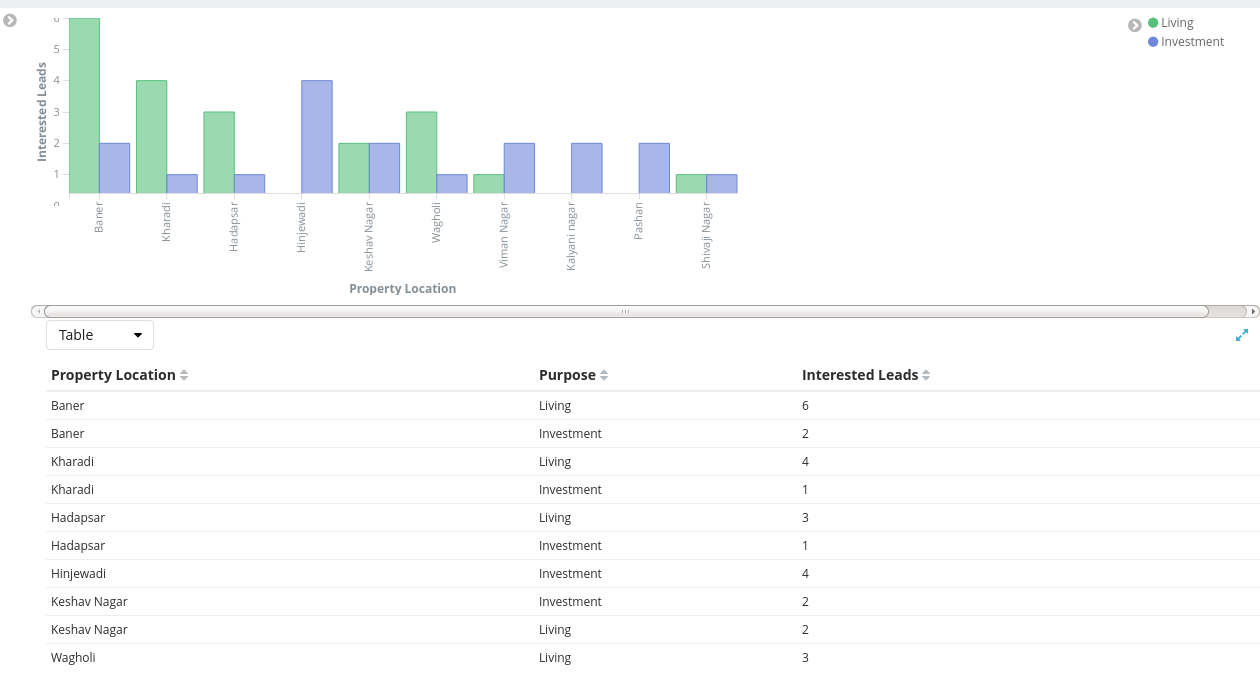 Living
Investment
6
5
4
3
2
1
0
Interested Leads
Baner
Kharadi
Hadapsar
Hinjewadi
Keshav Nagar
Wagholi
Viman Nagar
Kalyani nagar
Pashan
Shivaji Nagar
Property Location
Table
Property Location Purpose Interested Leads
Baner Living 6
Baner Investment 2
Kharadi Living 4
Kharadi Investment 1
Hadapsar Living 3
Hadapsar Investment 1
Hinjewadi Investment 4
Keshav Nagar Investment 2
Keshav Nagar Living 2
Wagholi Living 3